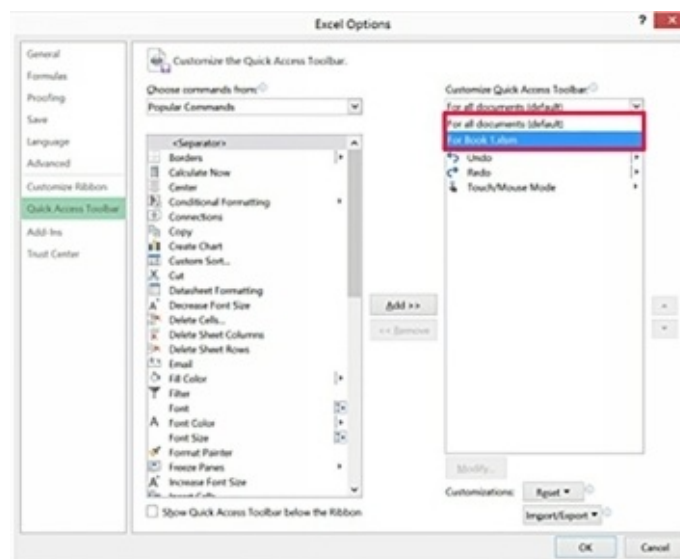 Excel Options
?
General
Formulas
Proofing
Save
Language
Advanced
Customize Ribbon
Quick Access Toolbar
Add-Ins
Trust Center
Customize the Quick Access Toolbar.
Choose commands from:
Popular Commands
<Separator>
Borders
Calculate Now
Center
Conditional Formatting
Connections
Copy
Create Chart
Custom Sort...
Cut
Datasheet Formatting
Decrease Font Size
Delete Cells...
Delete Sheet Columns
Delete Sheet Rows
Email
Fill Color
Filter
Font
Font Color
Font Size
Format Painter
Freeze Panes
Increase Font Size
Show Quick Access Toolbar below the Ribbon
Add >>
<< Remove
Customize Quick Access Toolbar:
For all documents (default)
For all documents (default)
For Book 1.xlsm
Undo
Redo
Touch/Mouse Mode
Modify...
Customizations:
Reset
Import/Export
OK
Cancel